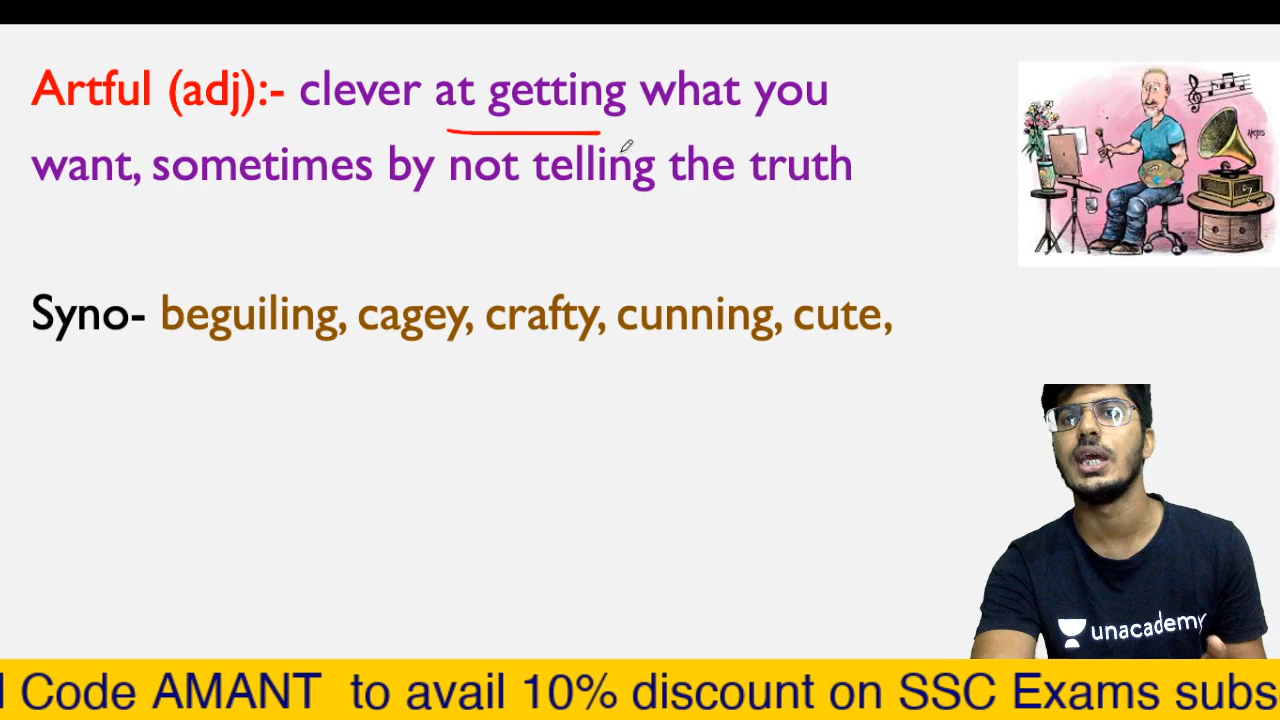 Artful (adj):- clever at getting what you
want, sometimes by not telling the truth
Syno- beguiling, cagey, crafty, cunning, cute,
unacademy
Code AMANT to avail 10% discount on SSC Exams subs